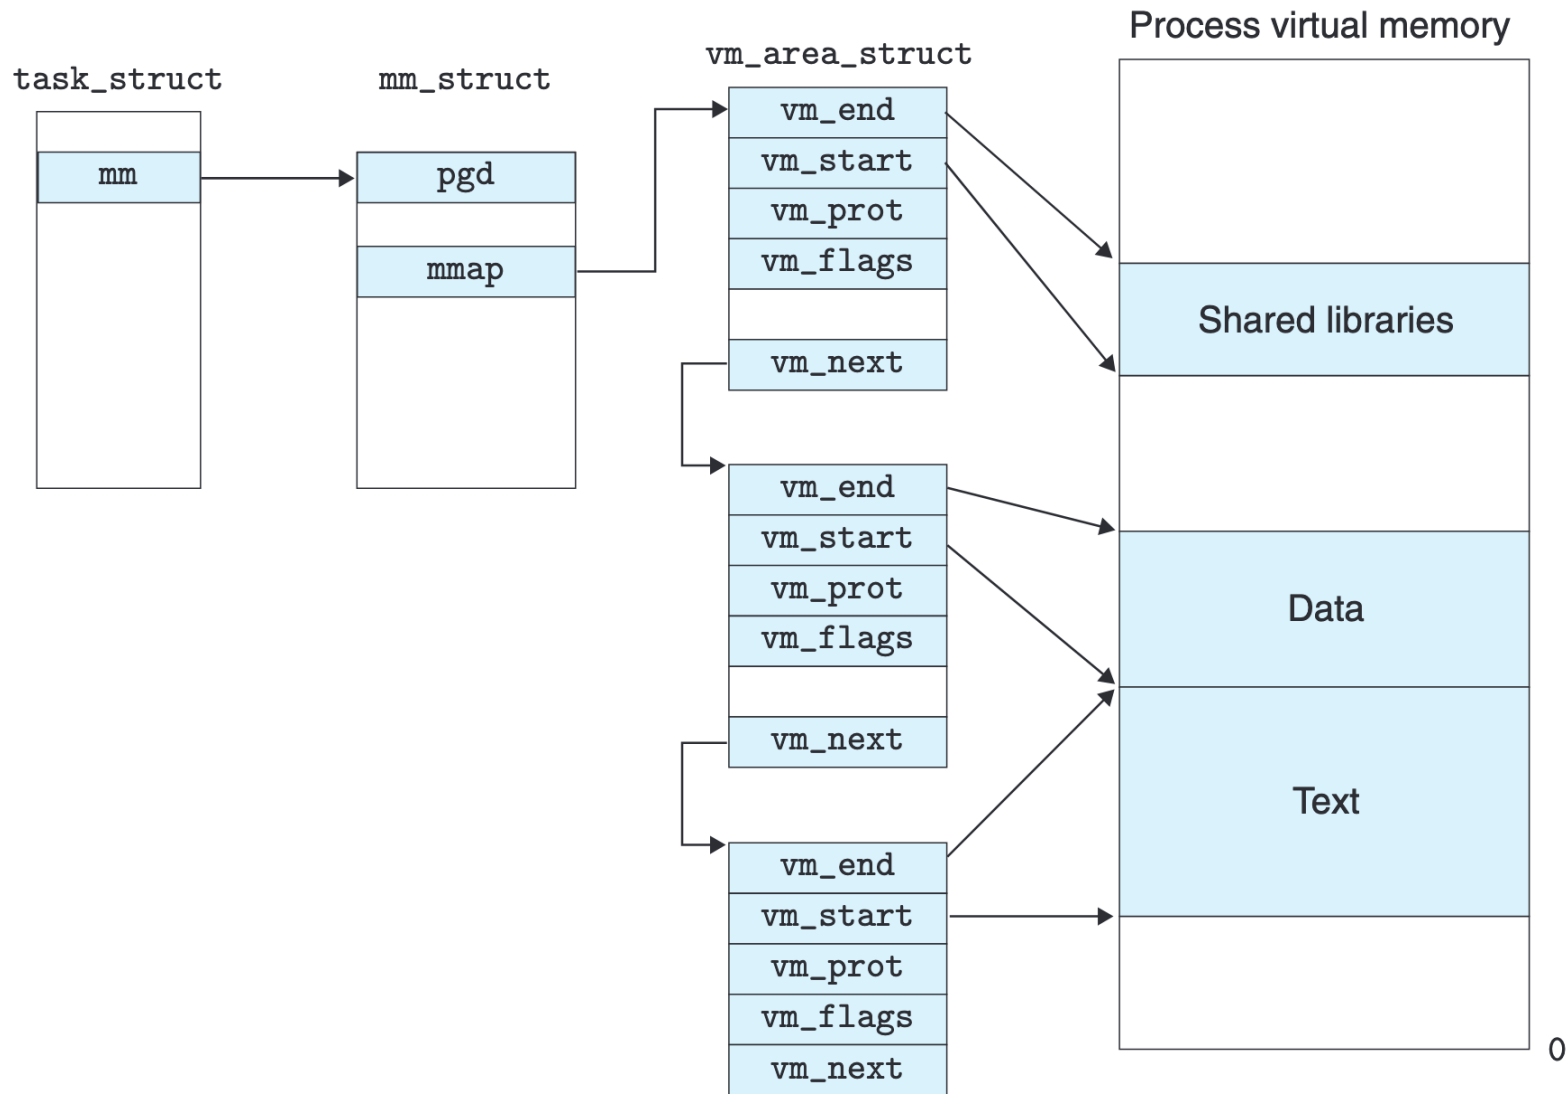 Process virtual memory
task_struct
mm_struct
vm_area_struct
mm
pgd
mmap
vm_end
vm_start
vm_prot
vm_flags
vm_next
vm_end
vm_start
vm_prot
vm_flags
vm_next
vm_end
vm_start
vm_prot
vm_flags
vm_next
Shared libraries
Data
Text
0